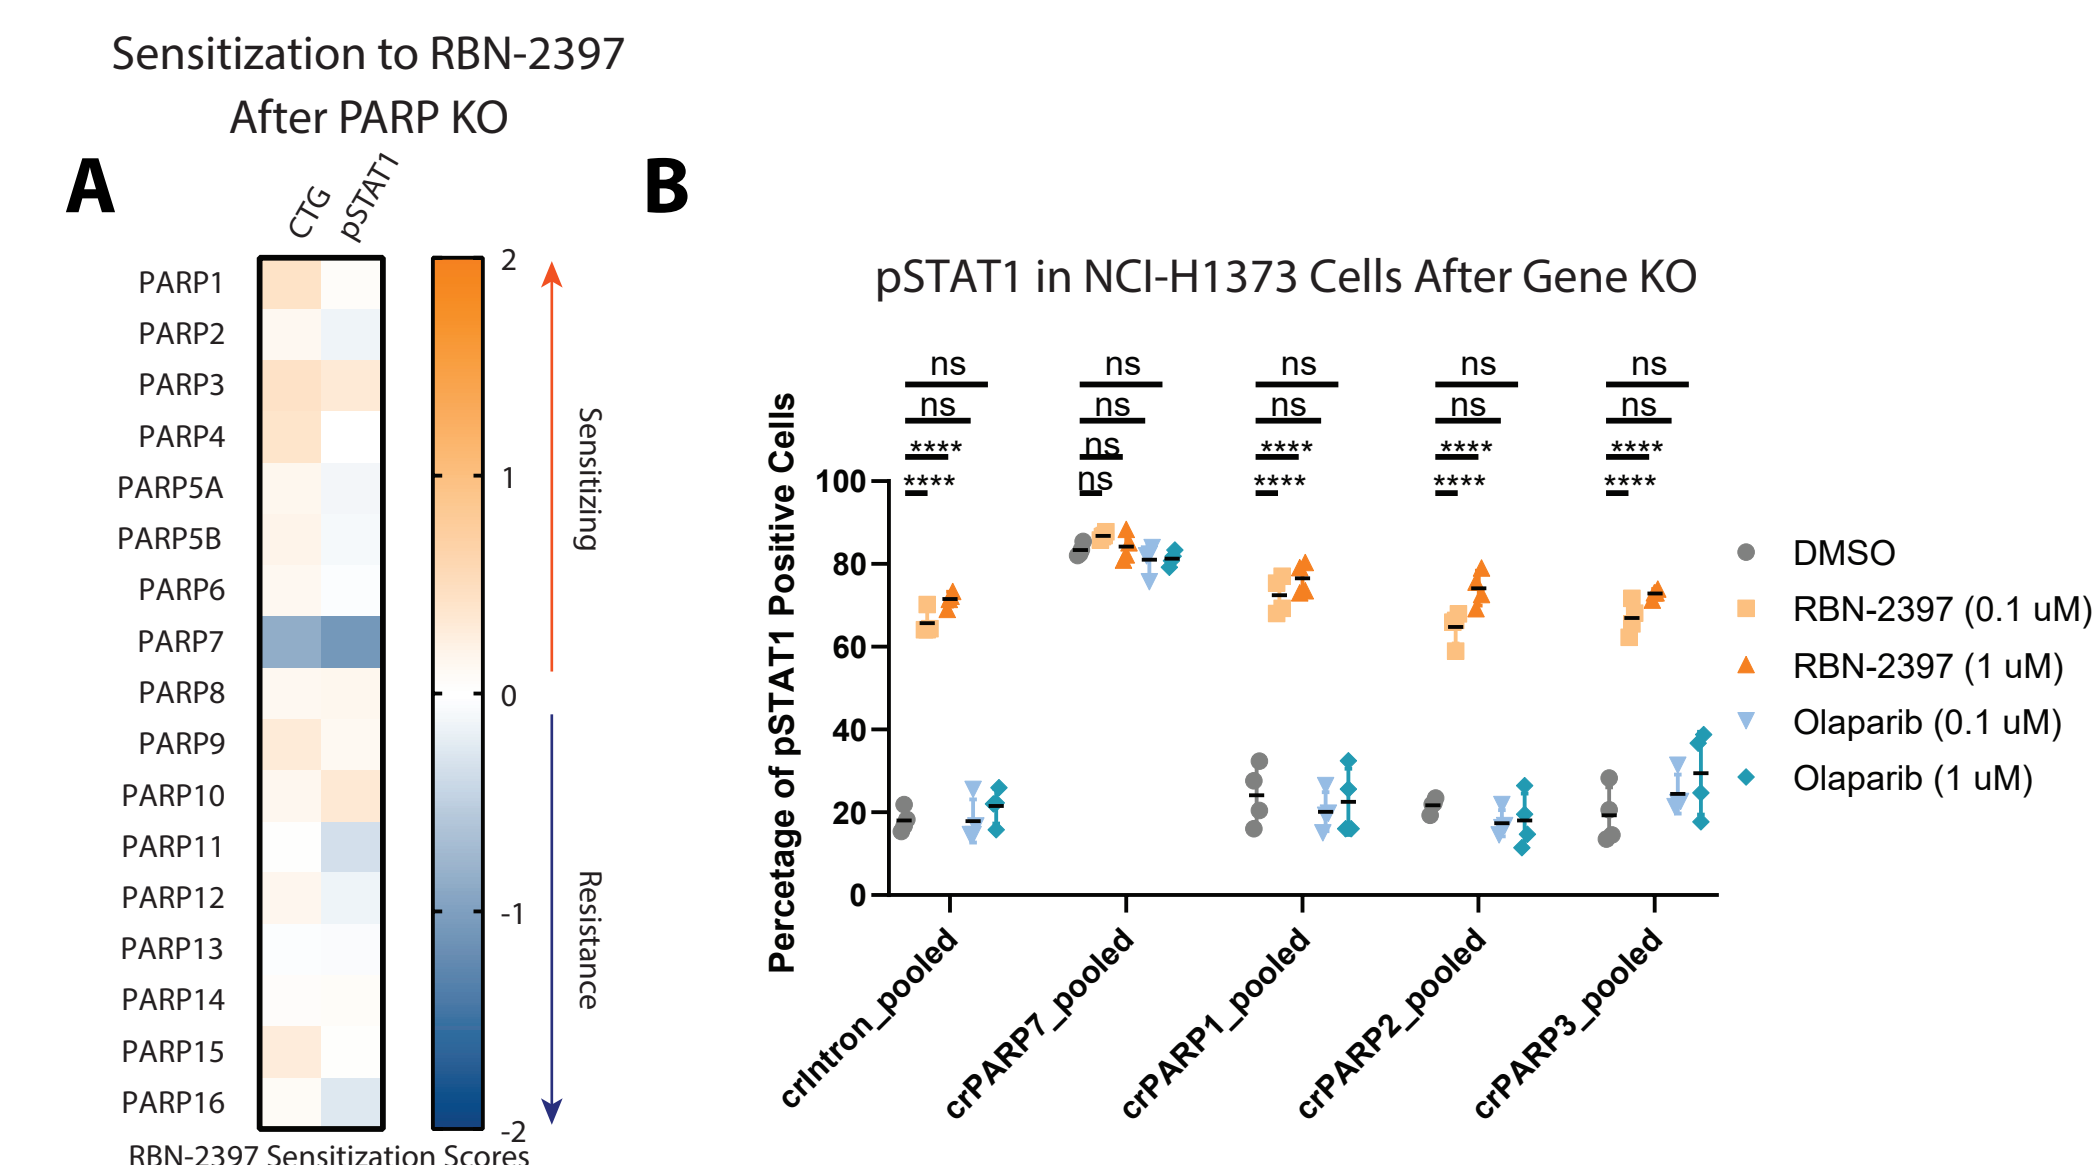 Sensitization to RBN-2397
After PARP KO
A
CTG
pSTAT1
PARP1
PARP2
PARP3
PARP4
PARP5A
PARP5B
PARP6
PARP7
PARP8
PARP9
PARP10
PARP11
PARP12
PARP13
PARP14
PARP15
PARP16
2
1
0
-1
-2
Sensitizing
Resistance
RBN-2397 Sensitization Scores
B
pSTAT1 in NCI-H1373 Cells After Gene KO
Percetage of pSTAT1 Positive Cells
100
80
60
40
20
0
ns
ns
****
****
ns
ns
ns
ns
ns
ns
****
****
ns
ns
****
****
ns
ns
****
****
crIntron_pooled
crPARP7_pooled
crPARP1_pooled
crPARP2_pooled
crPARP3_pooled
DMSO
RBN-2397 (0.1 uM)
RBN-2397 (1 uM)
Olaparib (0.1 uM)
Olaparib (1 uM)